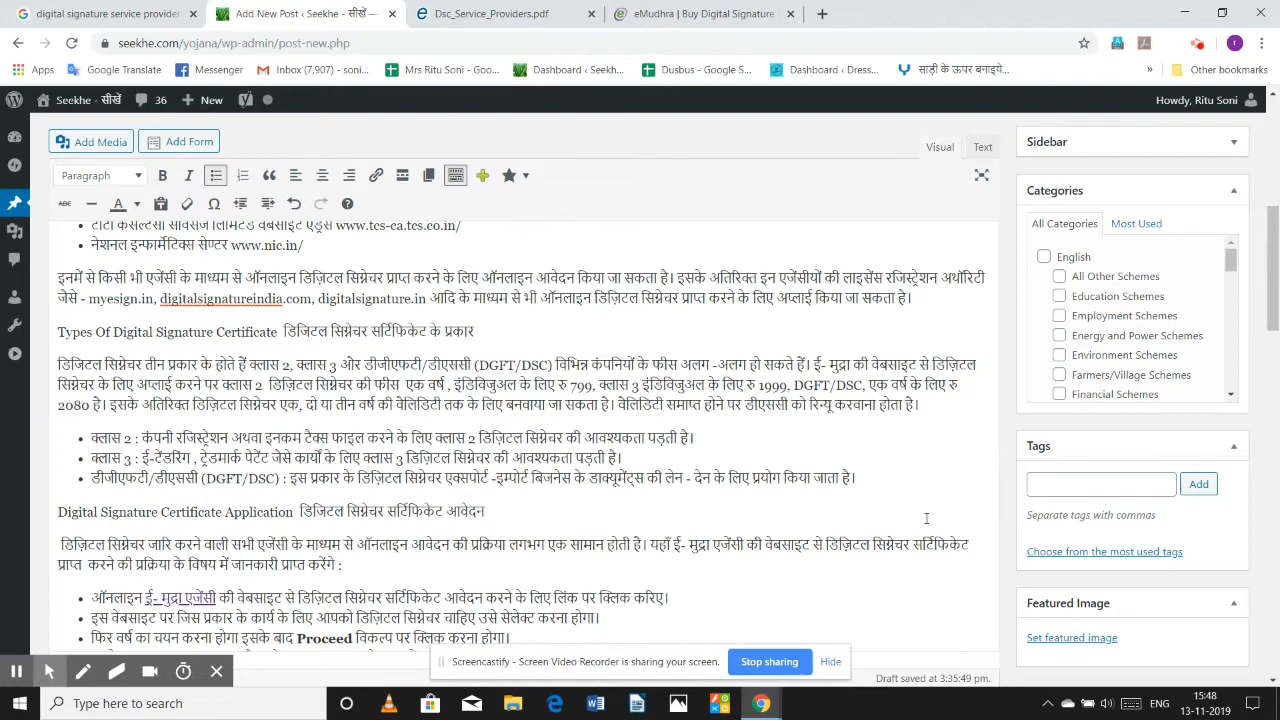 digital signature service provider
Add New Post ‹ Seekhe - सीखें —
Dsc_Service_Providers.pdf
eMudhra | Buy Digital Signature
seekhe.com/yojana/wp-admin/post-new.php
Apps
Google Translate
Messenger
Inbox (7,907) - soni...
Mrs Ritu Soni - Goo...
Dashboard ‹ Seekh...
Dusbus - Google S...
Dashboard ‹ Dress...
साड़ी के ऊपर बनाइये...
» Other bookmarks
Seekhe - सीखें
36
New
Howdy, Ritu Soni
Add Media
Add Form
Visual
Text
Paragraph
टाटा कंसल्टेंसी सर्विसेज लिमिटेड वेबसाइट एड्रेस www.tcs-ca.tcs.co.in/
नेशनल इन्फार्मेटिक्स सेण्टर www.nic.in/
इनमें से किसी भी एजेंसी के माध्यम से ऑनलाइन डिज़िटल सिग्नेचर प्राप्त करने के लिए ऑनलाइन आवेदन किया जा सकता है। इसके अतिरिक्त इन एजेंसीयों की लाइसेंस रजिस्ट्रेशन अथॉरिटी
जैसे - myesign.in, digitalsignatureindia.com, digitalsignature.in आदि के माध्यम से भी ऑनलाइन डिज़िटल सिग्नेचर प्राप्त करने के लिए अप्लाई किया जा सकता है।
Types Of Digital Signature Certificate डिजिटल सिग्नेचर सर्टिफिकेट के प्रकार
डिजिटल सिग्नेचर तीन प्रकार के होते हैं क्लास 2, क्लास 3 और डीजीएफटी/डीएससी (DGFT/DSC) विभिन्न कंपनियों के फीस अलग -अलग हो सकते हैं। ई- मुद्रा की वेबसाइट से डिज़िटल
सिग्नेचर के लिए अप्लाई करने पर क्लास 2 डिज़िटल सिग्नेचर की फीस एक वर्ष , इंडिविजुअल के लिए रु 799, क्लास 3 इंडिविजुअल के लिए रु 1999, DGFT/DSC, एक वर्ष के लिए रु
2080 है। इसके अतिरिक्त डिज़िटल सिग्नेचर एक, दो या तीन वर्ष की वैलिडिटी तक के लिए बनवाया जा सकता है। वैलिडिटी समाप्त होने पर डीएससी को रिन्यू करवाना होता है।
क्लास 2 : कंपनी रजिस्ट्रेशन अथवा इनकम टैक्स फाइल करने के लिए क्लास 2 डिज़िटल सिग्नेचर की आवश्यकता पड़ती है।
क्लास 3 : ई-टेंडरिंग , ट्रेडमार्क पेटेंट जैसे कार्यों के लिए क्लास 3 डिज़िटल सिग्नेचर की आवश्यकता पड़ती है।
डीजीएफटी/डीएससी (DGFT/DSC) : इस प्रकार के डिज़िटल सिग्नेचर एक्सपोर्ट -इम्पोर्ट बिजनेस के डाक्यूमेंट्स की लेन - देन के लिए प्रयोग किया जाता है।
Digital Signature Certificate Application डिज़िटल सिग्नेचर सर्टिफिकेट आवेदन
डिज़िटल सिग्नेचर जारि करने वाली सभी एजेंसी के माध्यम से ऑनलाइन आवेदन की प्रक्रिया लगभग एक सामान होती है। यहाँ ई- मुद्रा एजेंसी की वेबसाइट से डिज़िटल सिग्नेचर सर्टिफिकेट
प्राप्त करने की प्रक्रिया के विषय में जानकारी प्राप्त करेंगे :
ऑनलाइन ई- मुद्रा एजेंसी की वेबसाइट से डिज़िटल सिग्नेचर सर्टिफिकेट आवेदन करने के लिए लिंक पर क्लिक करिए।
इस वेबसाइट पर जिस प्रकार के कार्य के लिए आपको डिज़िटल सिग्नेचर चाहिए उसे सेलेक्ट करना होगा।
फिर वर्ष का चयन करना होगा इसके बाद Proceed विकल्प पर क्लिक करना होगा।
Draft saved at 3:35:49 pm.
Sidebar
Categories
All Categories
Most Used
English
All Other Schemes
Education Schemes
Employment Schemes
Energy and Power Schemes
Environment Schemes
Farmers/Village Schemes
Financial Schemes
Tags
Add
Separate tags with commas
Choose from the most used tags
Featured Image
Set featured image
Screencastify - Screen Video Recorder is sharing your screen.
Stop sharing
Hide
Type here to search
ENG
15:48
13-11-2019